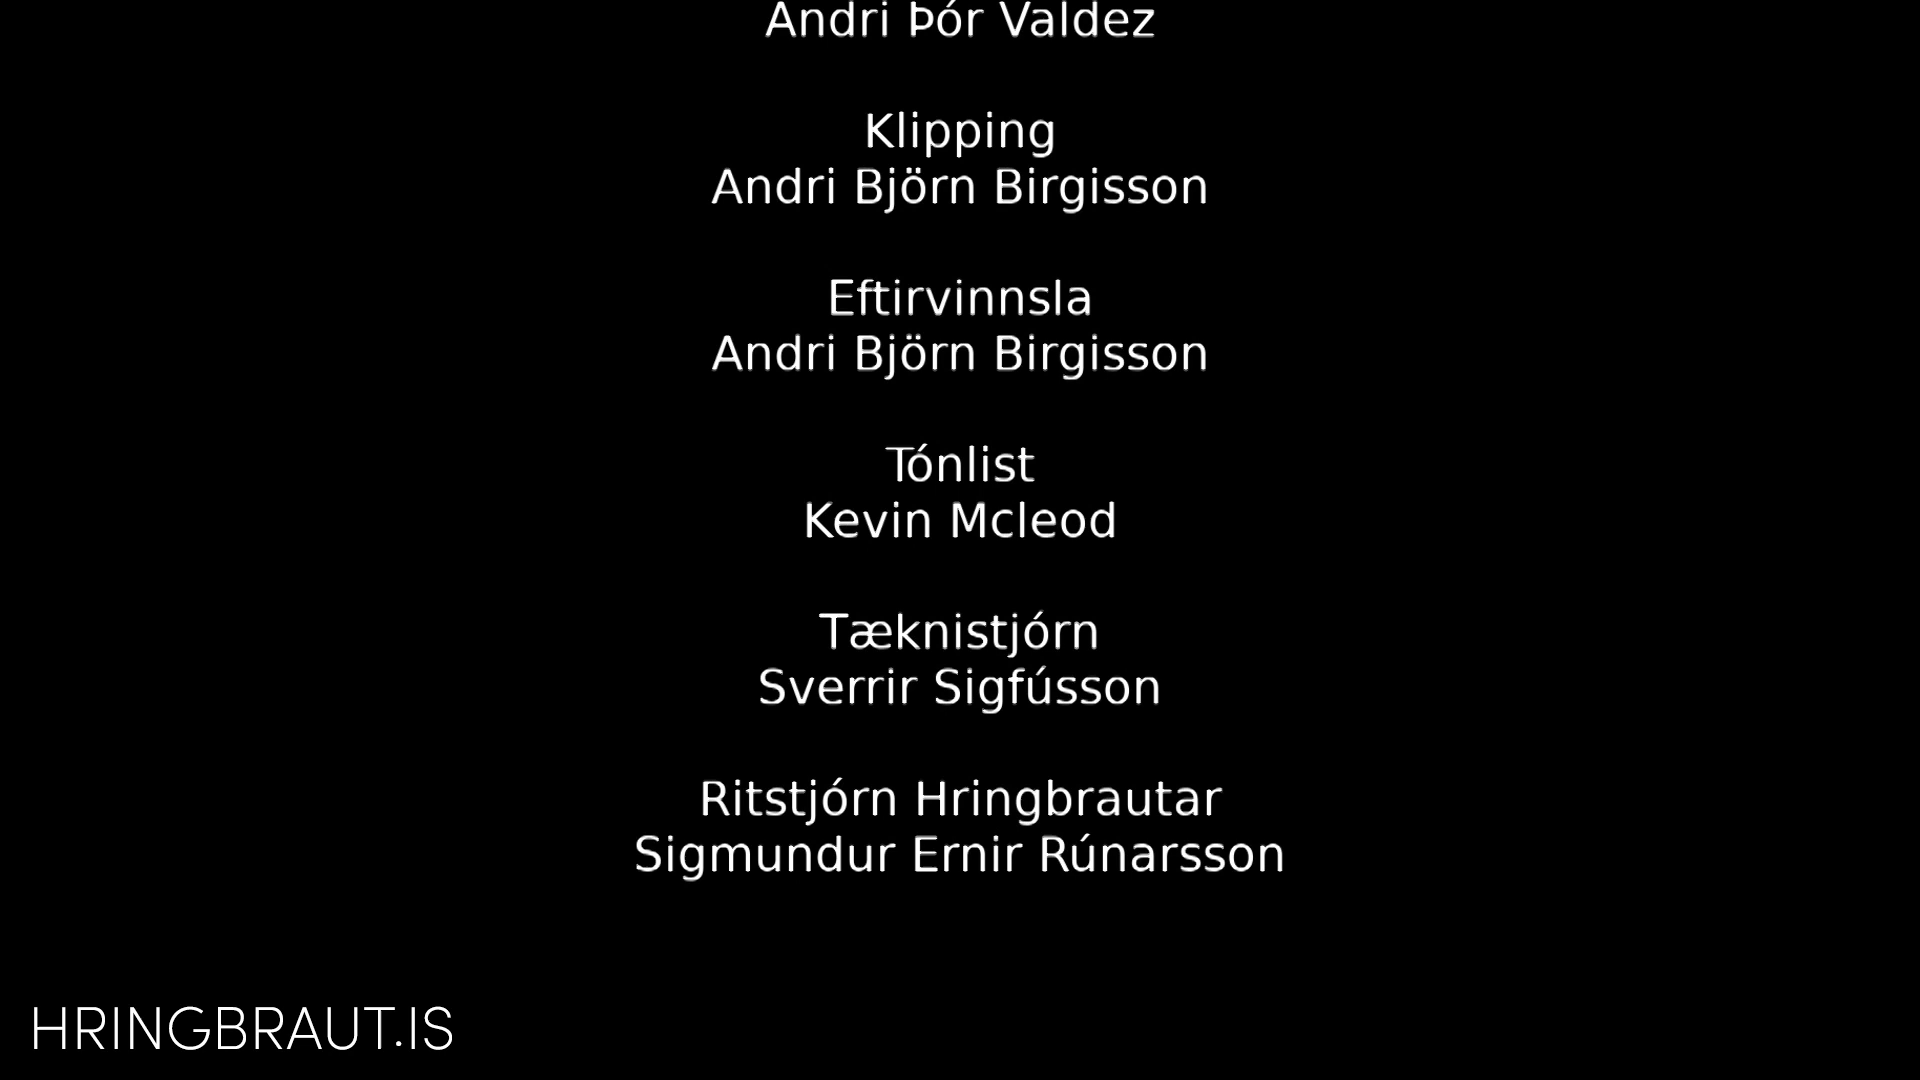 Andri Þór Valdez
Klipping
Andri Björn Birgisson
Eftirvinnsla
Andri Björn Birgisson
Tónlist
Kevin Mcleod
Tæknistjórn
Sverrir Sigfússon
Ritstjórn Hringbrautar
Sigmundur Ernir Rúnarsson
HRINGBRAUT.IS